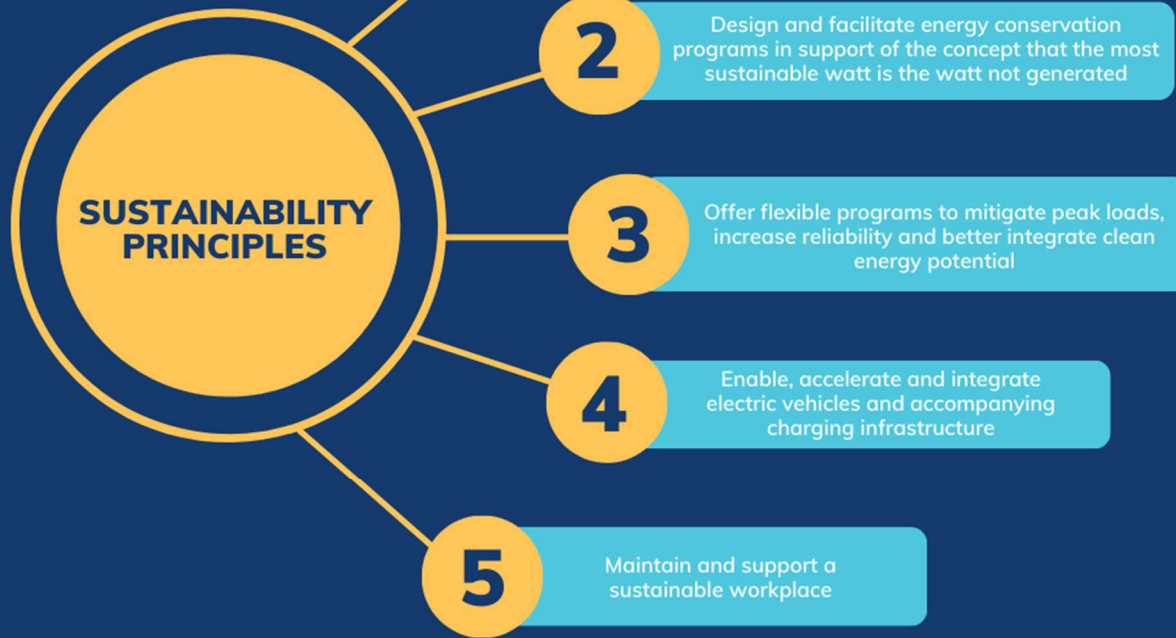 SUSTAINABILITY
PRINCIPLES
2
Design and facilitate energy conservation
programs in support of the concept that the most
sustainable watt is the watt not generated
3
Offer flexible programs to mitigate peak loads,
increase reliability and better integrate clean
energy potential
4
Enable, accelerate and integrate
electric vehicles and accompanying
charging infrastructure
5
Maintain and support a
sustainable workplace